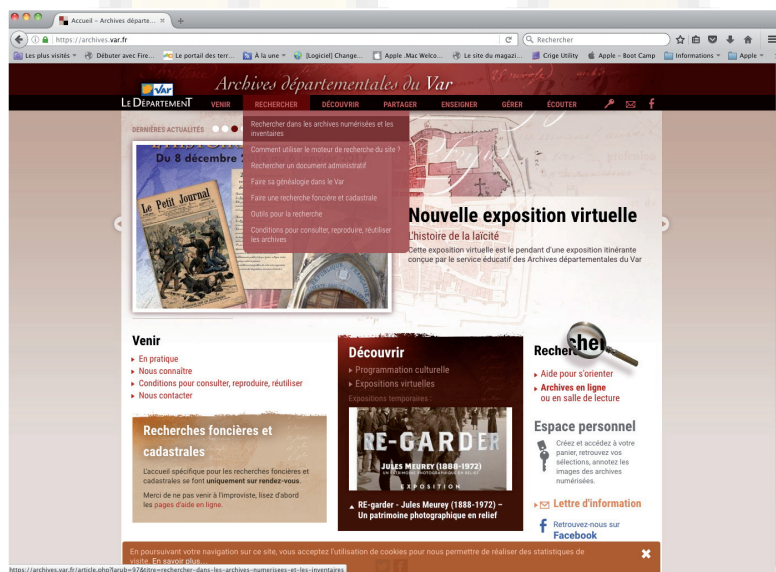 Accueil – Archives départe...
https://archives.var.fr
Rechercher
Les plus visités
Débuter avec Fire...
Le portail des terr...
À la une
[Logiciel] Change...
Apple .Mac Welco...
Le site du magazi...
Crige Utility
Apple – Boot Camp
Informations
Apple
Archives départementales du Var
VAR
LE DÉPARTEMENT
VENIR
RECHERCHER
DÉCOUVRIR
PARTAGER
ENSEIGNER
GÉRER
ÉCOUTER
DERNIÈRES ACTUALITÉS
Rechercher dans les archives numérisées et les
inventaires
Comment utiliser le moteur de recherche du site ?
Rechercher un document administratif
Faire sa généalogie dans le Var
Faire une recherche foncière et cadastrale
Outils pour la recherche
Conditions pour consulter, reproduire, réutiliser
les archives
Du 8 décembre
Le Petit Journal
Nouvelle exposition virtuelle
L'histoire de la laïcité
Cette exposition virtuelle est le pendant d'une exposition itinérante
conçue par le service éducatif des Archives départementales du Var
Venir
En pratique
Nous connaître
Conditions pour consulter, reproduire, réutiliser
Nous contacter
Recherches foncières et
cadastrales
L'accueil spécifique pour les recherches foncières et
cadastrales se font uniquement sur rendez-vous.
Merci de ne pas venir à l'improviste, lisez d'abord
les pages d'aide en ligne.
Découvrir
Programmation culturelle
Expositions virtuelles
Expositions temporaires :
RE-GARDER
JULES MEUREY (1888-1972)
UN PATRIMOINE PHOTOGRAPHIQUE EN RELIEF
EXPOSITION
RE-garder - Jules Meurey (1888-1972) –
Un patrimoine photographique en relief
Rechercher
Aide pour s'orienter
Archives en ligne
ou en salle de lecture
Espace personnel
Créez et accédez à votre
panier, retrouvez vos
sélections, annotez les
images des archives
numérisées.
Lettre d'information
Retrouvez-nous sur
Facebook
En poursuivant votre navigation sur ce site, vous acceptez l'utilisation de cookies pour nous permettre de réaliser des statistiques de
visite. En savoir plus...
https://archives.var.fr/article.php?larub=97&titre=rechercher-dans-les-archives-numerisees-et-les-inventaires